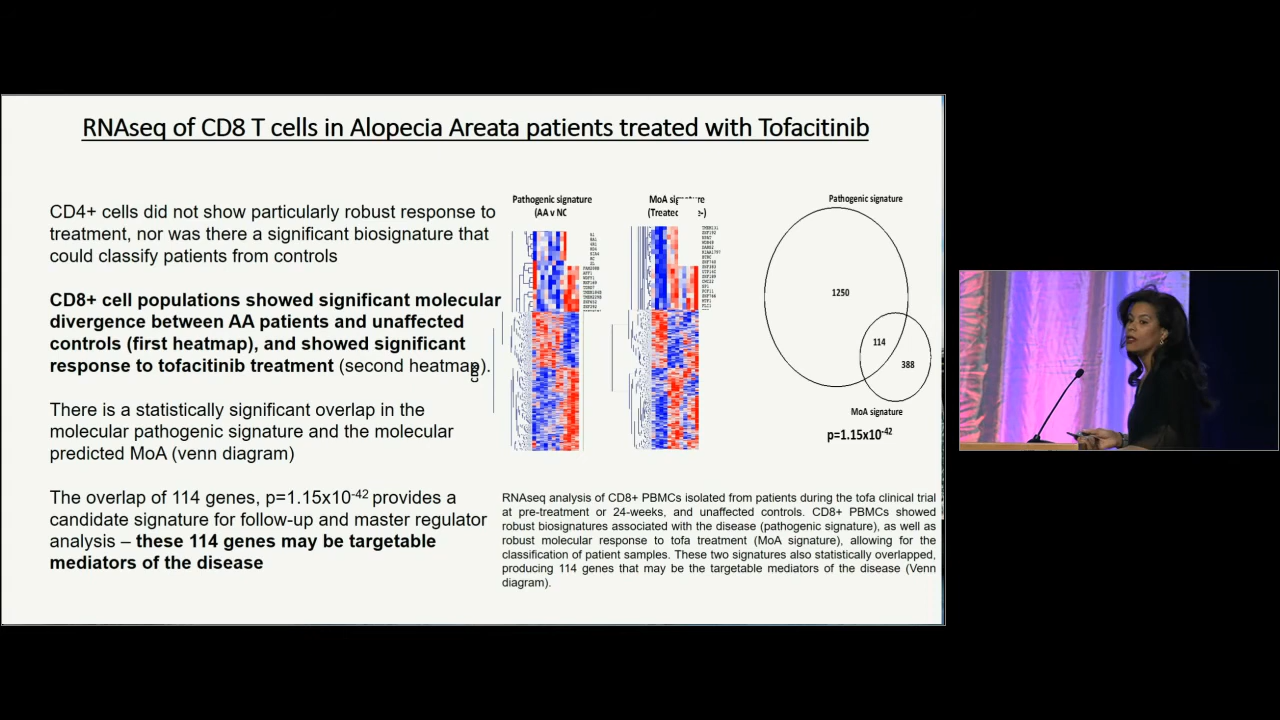 RNAseq of CD8 T cells in Alopecia Areata patients treated with Tofacitinib
CD4+ cells did not show particularly robust response to
treatment, nor was there a significant biosignature that
could classify patients from controls
CD8+ cell populations showed significant molecular
divergence between AA patients and unaffected
controls (first heatmap), and showed significant
response to tofacitinib treatment (second heatmap).
There is a statistically significant overlap in the
molecular pathogenic signature and the molecular
predicted MoA (venn diagram)
The overlap of 114 genes, p=1.15x10-42 provides a
candidate signature for follow-up and master regulator
analysis – these 114 genes may be targetable
mediators of the disease
Pathogenic signature
(AA v NC
MoA
Pathogenic signature
1250
114
388
MoA signature
p=1.15x10-42
RNAseq analysis of CD8+ PBMCs isolated from patients during the tofa clinical trial
at pre-treatment or 24-weeks, and unaffected controls. CD8+ PBMCs showed
robust biosignatures associated with the disease (pathogenic signature), as well as
robust molecular response to tofa treatment (MoA signature), allowing for the
classification of patient samples. These two signatures also statistically overlapped,
producing 114 genes that may be the targetable mediators of the disease (Venn
diagram).